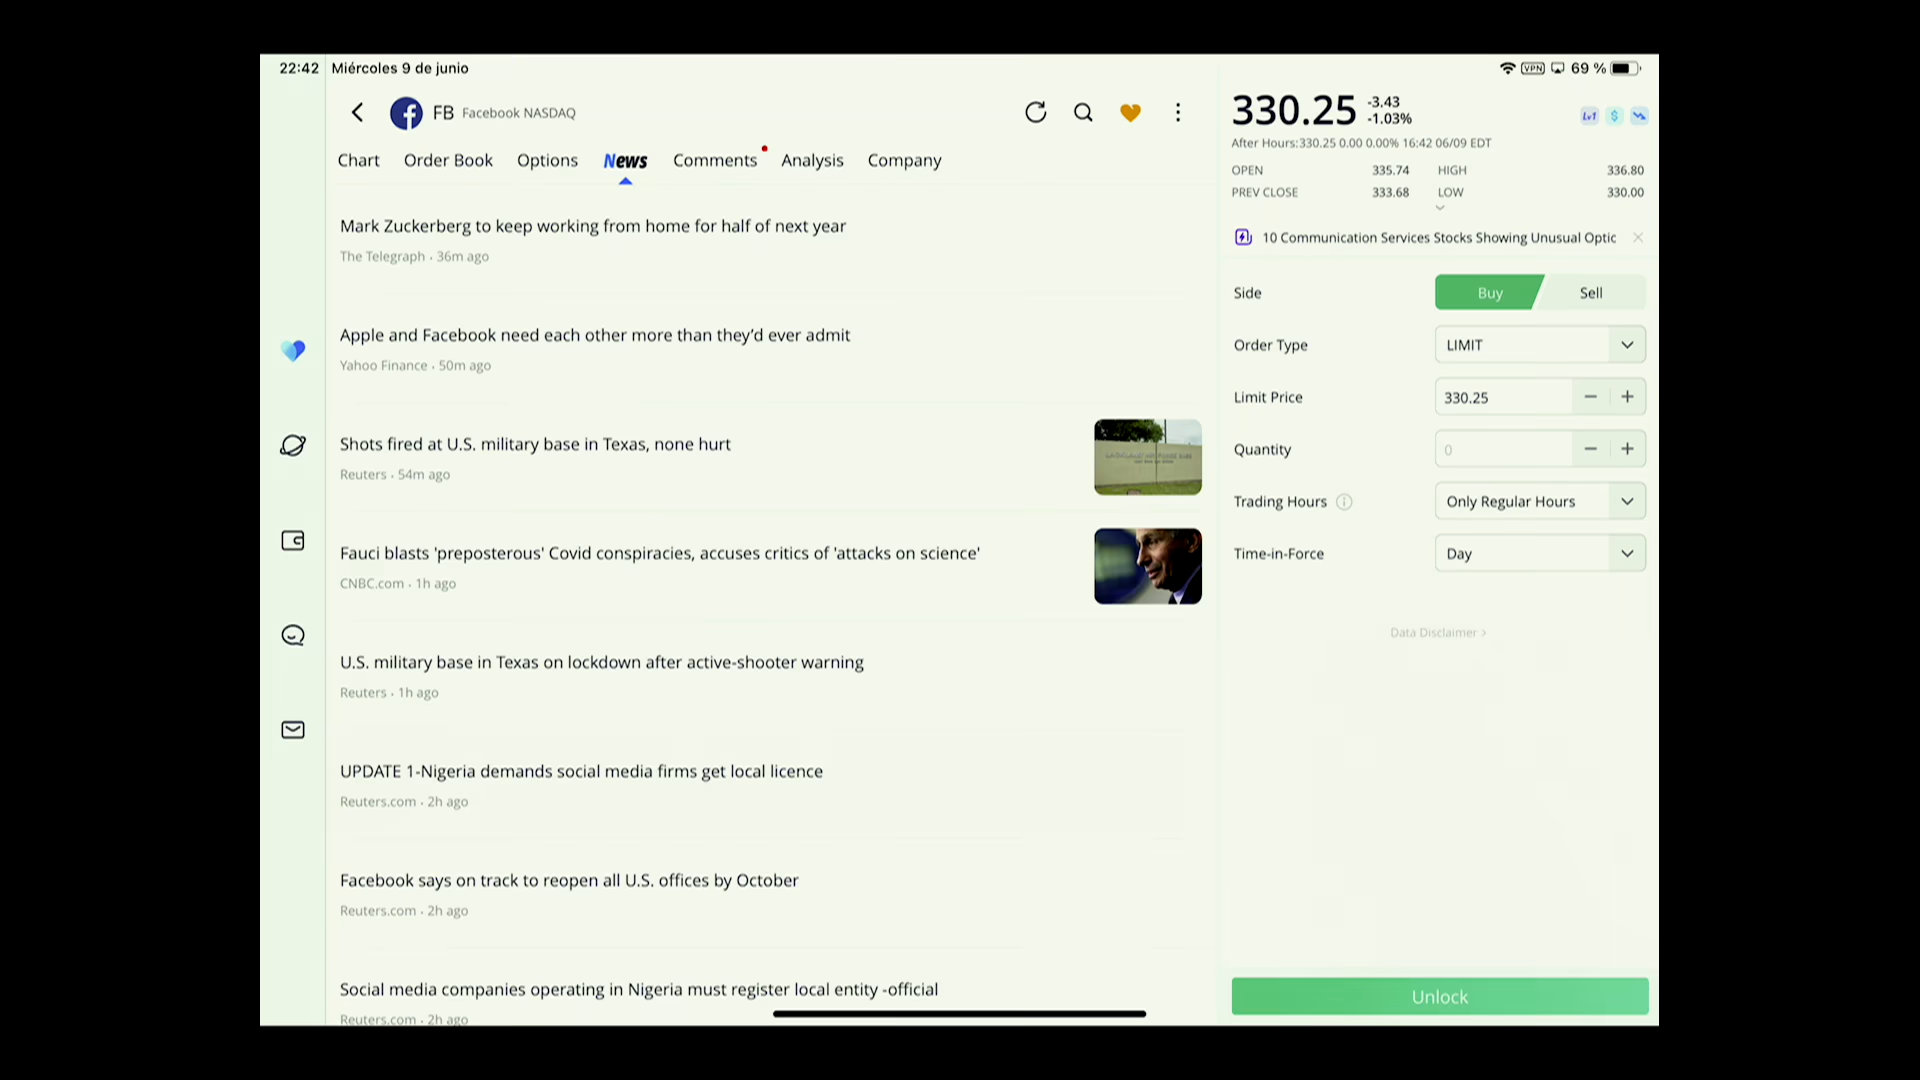 22:42 Miércoles 9 de junio
VPN 69 %
FB Facebook NASDAQ
Chart Order Book Options News Comments Analysis Company
Mark Zuckerberg to keep working from home for half of next year
The Telegraph · 36m ago
Apple and Facebook need each other more than they’d ever admit
Yahoo Finance · 50m ago
Shots fired at U.S. military base in Texas, none hurt
Reuters · 54m ago
Fauci blasts 'preposterous' Covid conspiracies, accuses critics of 'attacks on science'
CNBC.com · 1h ago
U.S. military base in Texas on lockdown after active-shooter warning
Reuters · 1h ago
UPDATE 1-Nigeria demands social media firms get local licence
Reuters.com · 2h ago
Facebook says on track to reopen all U.S. offices by October
Reuters.com · 2h ago
Social media companies operating in Nigeria must register local entity -official
Reuters.com · 2h ago
330.25 -3.43
-1.03%
Lv1 $
After Hours:330.25 0.00 0.00% 16:42 06/09 EDT
OPEN 335.74 HIGH 336.80
PREV CLOSE 333.68 LOW 330.00
10 Communication Services Stocks Showing Unusual Optic
Side Buy Sell
Order Type LIMIT
Limit Price 330.25 − +
Quantity 0 − +
Trading Hours Only Regular Hours
Time-in-Force Day
Data Disclaimer >
Unlock